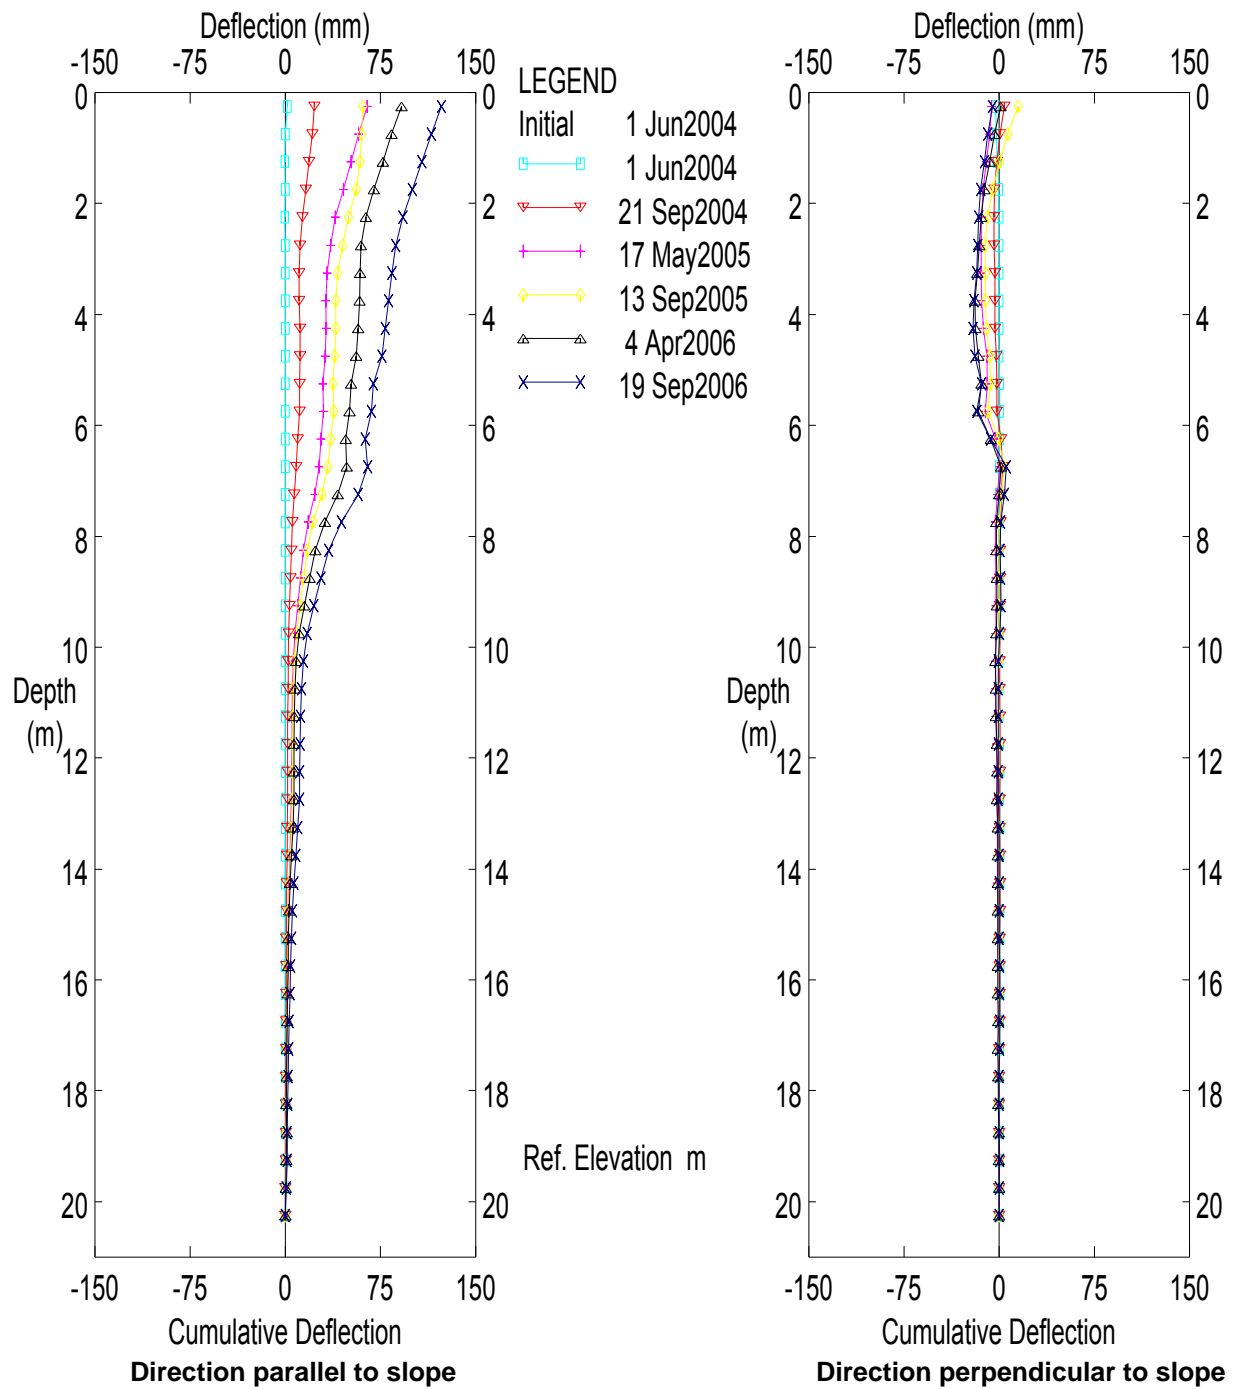 Deflection (mm)
-150 -75 0 75 150
0 0
2 2
4 4
6 6
8 8
10 10
Depth
(m)
12 12
14 14
16 16
18 18
20 20
-150 -75 0 75 150
Cumulative Deflection
Direction parallel to slope
LEGEND
Initial 1 Jun2004
1 Jun2004
21 Sep2004
17 May2005
13 Sep2005
4 Apr2006
19 Sep2006
Ref. Elevation m
Deflection (mm)
-150 -75 0 75 150
0 0
2 2
4 4
6 6
8 8
10 10
Depth
(m)
12 12
14 14
16 16
18 18
20 20
-150 -75 0 75 150
Cumulative Deflection
Direction perpendicular to slope